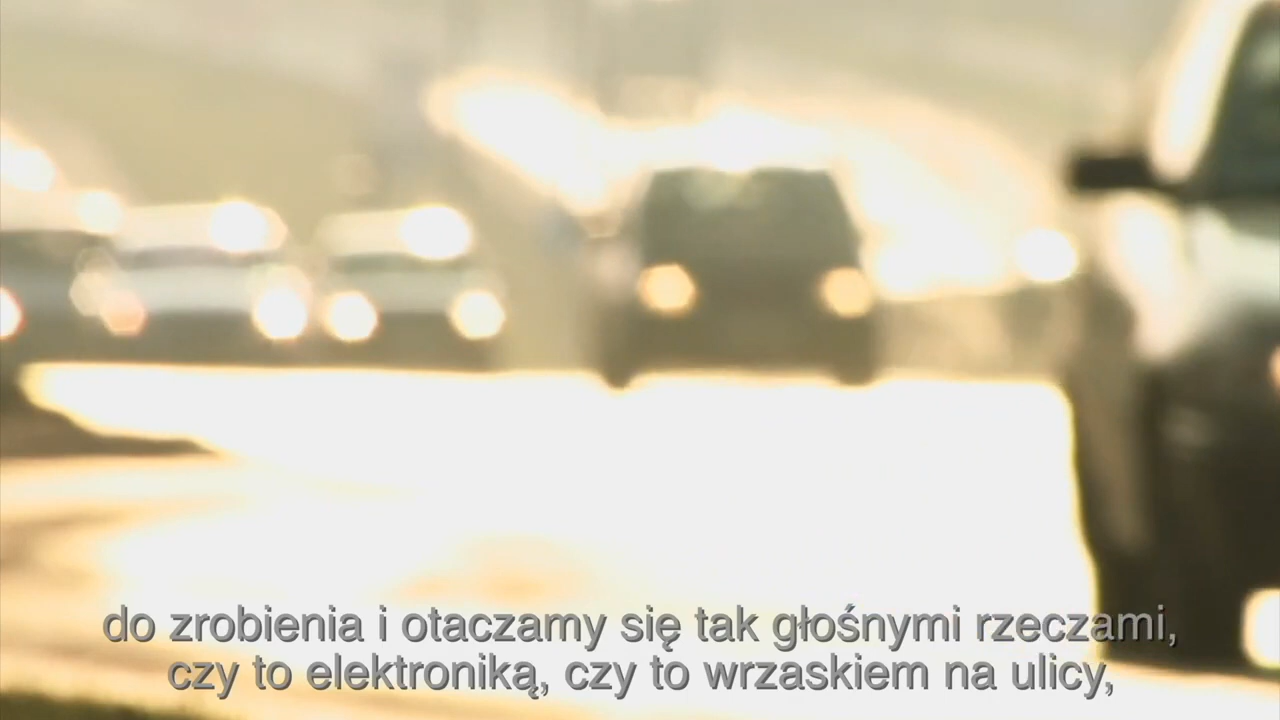 do zrobienia i otaczamy się tak głośnymi rzeczami,
czy to elektroniką, czy to wrzaskiem na ulicy,